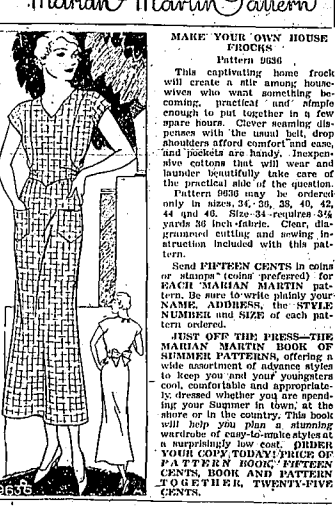 Marian Martin Pattern
MAKE YOUR OWN HOUSE
FROCKS
Pattern 9636
This captivating home frock
will create a stir among house-
wives who want something be-
coming, practical and simple
enough to put together in a few
spare hours. Clever seaming dis-
penses with the usual belt, drop
shoulders afford comfort and ease,
and pockets are handy. Inexpen-
sive cottons that will wear and
launder beautifully take care of
the practical side of the question.
Pattern 9636 may be ordered
only in sizes, 34, 36, 38, 40, 42,
44 and 46. Size 34 requires 3¾
yards 36 inch fabric. Clear, dia-
grammed cutting and sewing in-
struction included with this pat-
tern.
Send FIFTEEN CENTS in coins
or stamps (coins preferred) for
EACH MARIAN MARTIN pat-
tern. Be sure to write plainly your
NAME, ADDRESS, the STYLE
NUMBER and SIZE of each pat-
tern ordered.
JUST OFF THE PRESS—THE
MARIAN MARTIN BOOK OF
SUMMER PATTERNS, offering a
wide assortment of advance styles
to keep you and your youngsters
cool, comfortable and appropriate-
ly dressed whether you are spend-
ing your Summer in town, at the
shore or in the country. This book
will help you plan a stunning
wardrobe of easy-to-make styles at
a surprisingly low cost. ORDER
YOUR COPY TODAY! PRICE OF
PATTERN BOOK, FIFTEEN
CENTS, BOOK AND PATTERN
TOGETHER, TWENTY-FIVE
CENTS.
9636